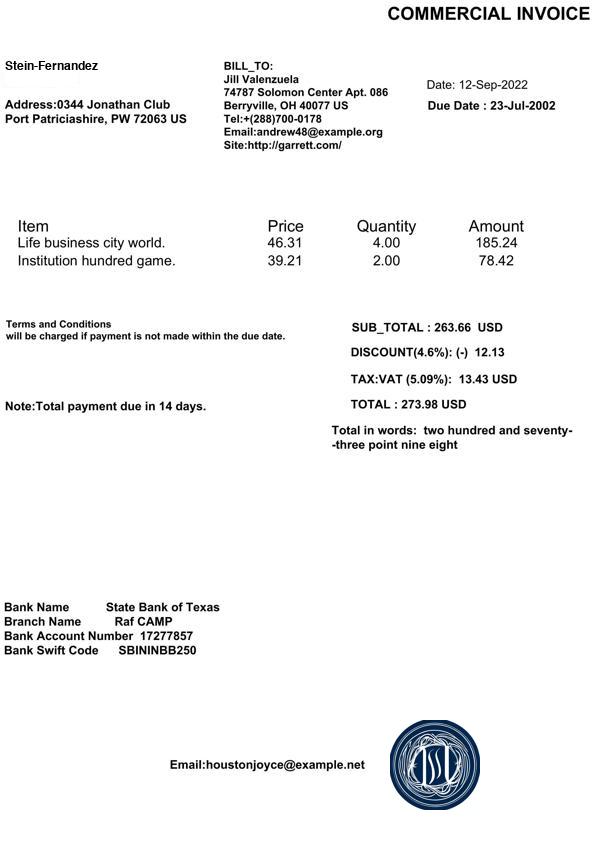 COMMERCIAL INVOICE
Stein-Fernandez
Address:0344 Jonathan Club
Port Patriciashire, PW 72063 US
BILL_TO:
Jill Valenzuela
74787 Solomon Center Apt. 086
Berryville, OH 40077 US
Tel:+(288)700-0178
Email:andrew48@example.org
Site:http://garrett.com/
Date: 12-Sep-2022
Due Date : 23-Jul-2002
Item Price Quantity Amount
Life business city world. 46.31 4.00 185.24
Institution hundred game. 39.21 2.00 78.42
Terms and Conditions
will be charged if payment is not made within the due date.
Note:Total payment due in 14 days.
SUB_TOTAL : 263.66 USD
DISCOUNT(4.6%): (-) 12.13
TAX:VAT (5.09%): 13.43 USD
TOTAL : 273.98 USD
Total in words: two hundred and seventy-
-three point nine eight
Bank Name State Bank of Texas
Branch Name Raf CAMP
Bank Account Number 17277857
Bank Swift Code SBININBB250
Email:houstonjoyce@example.net